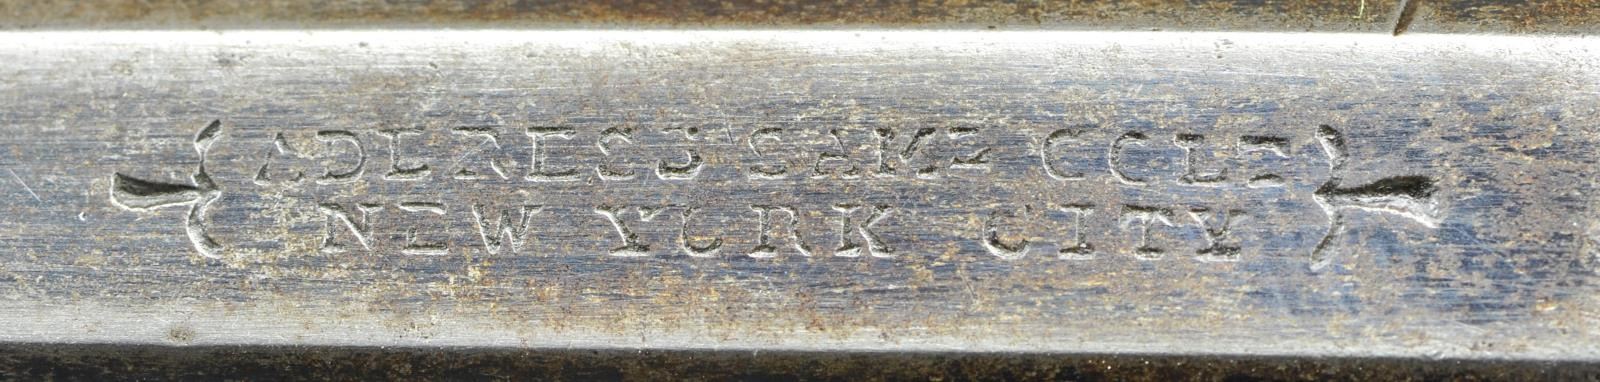 ADDRESS SAML COLT
NEW YORK CITY